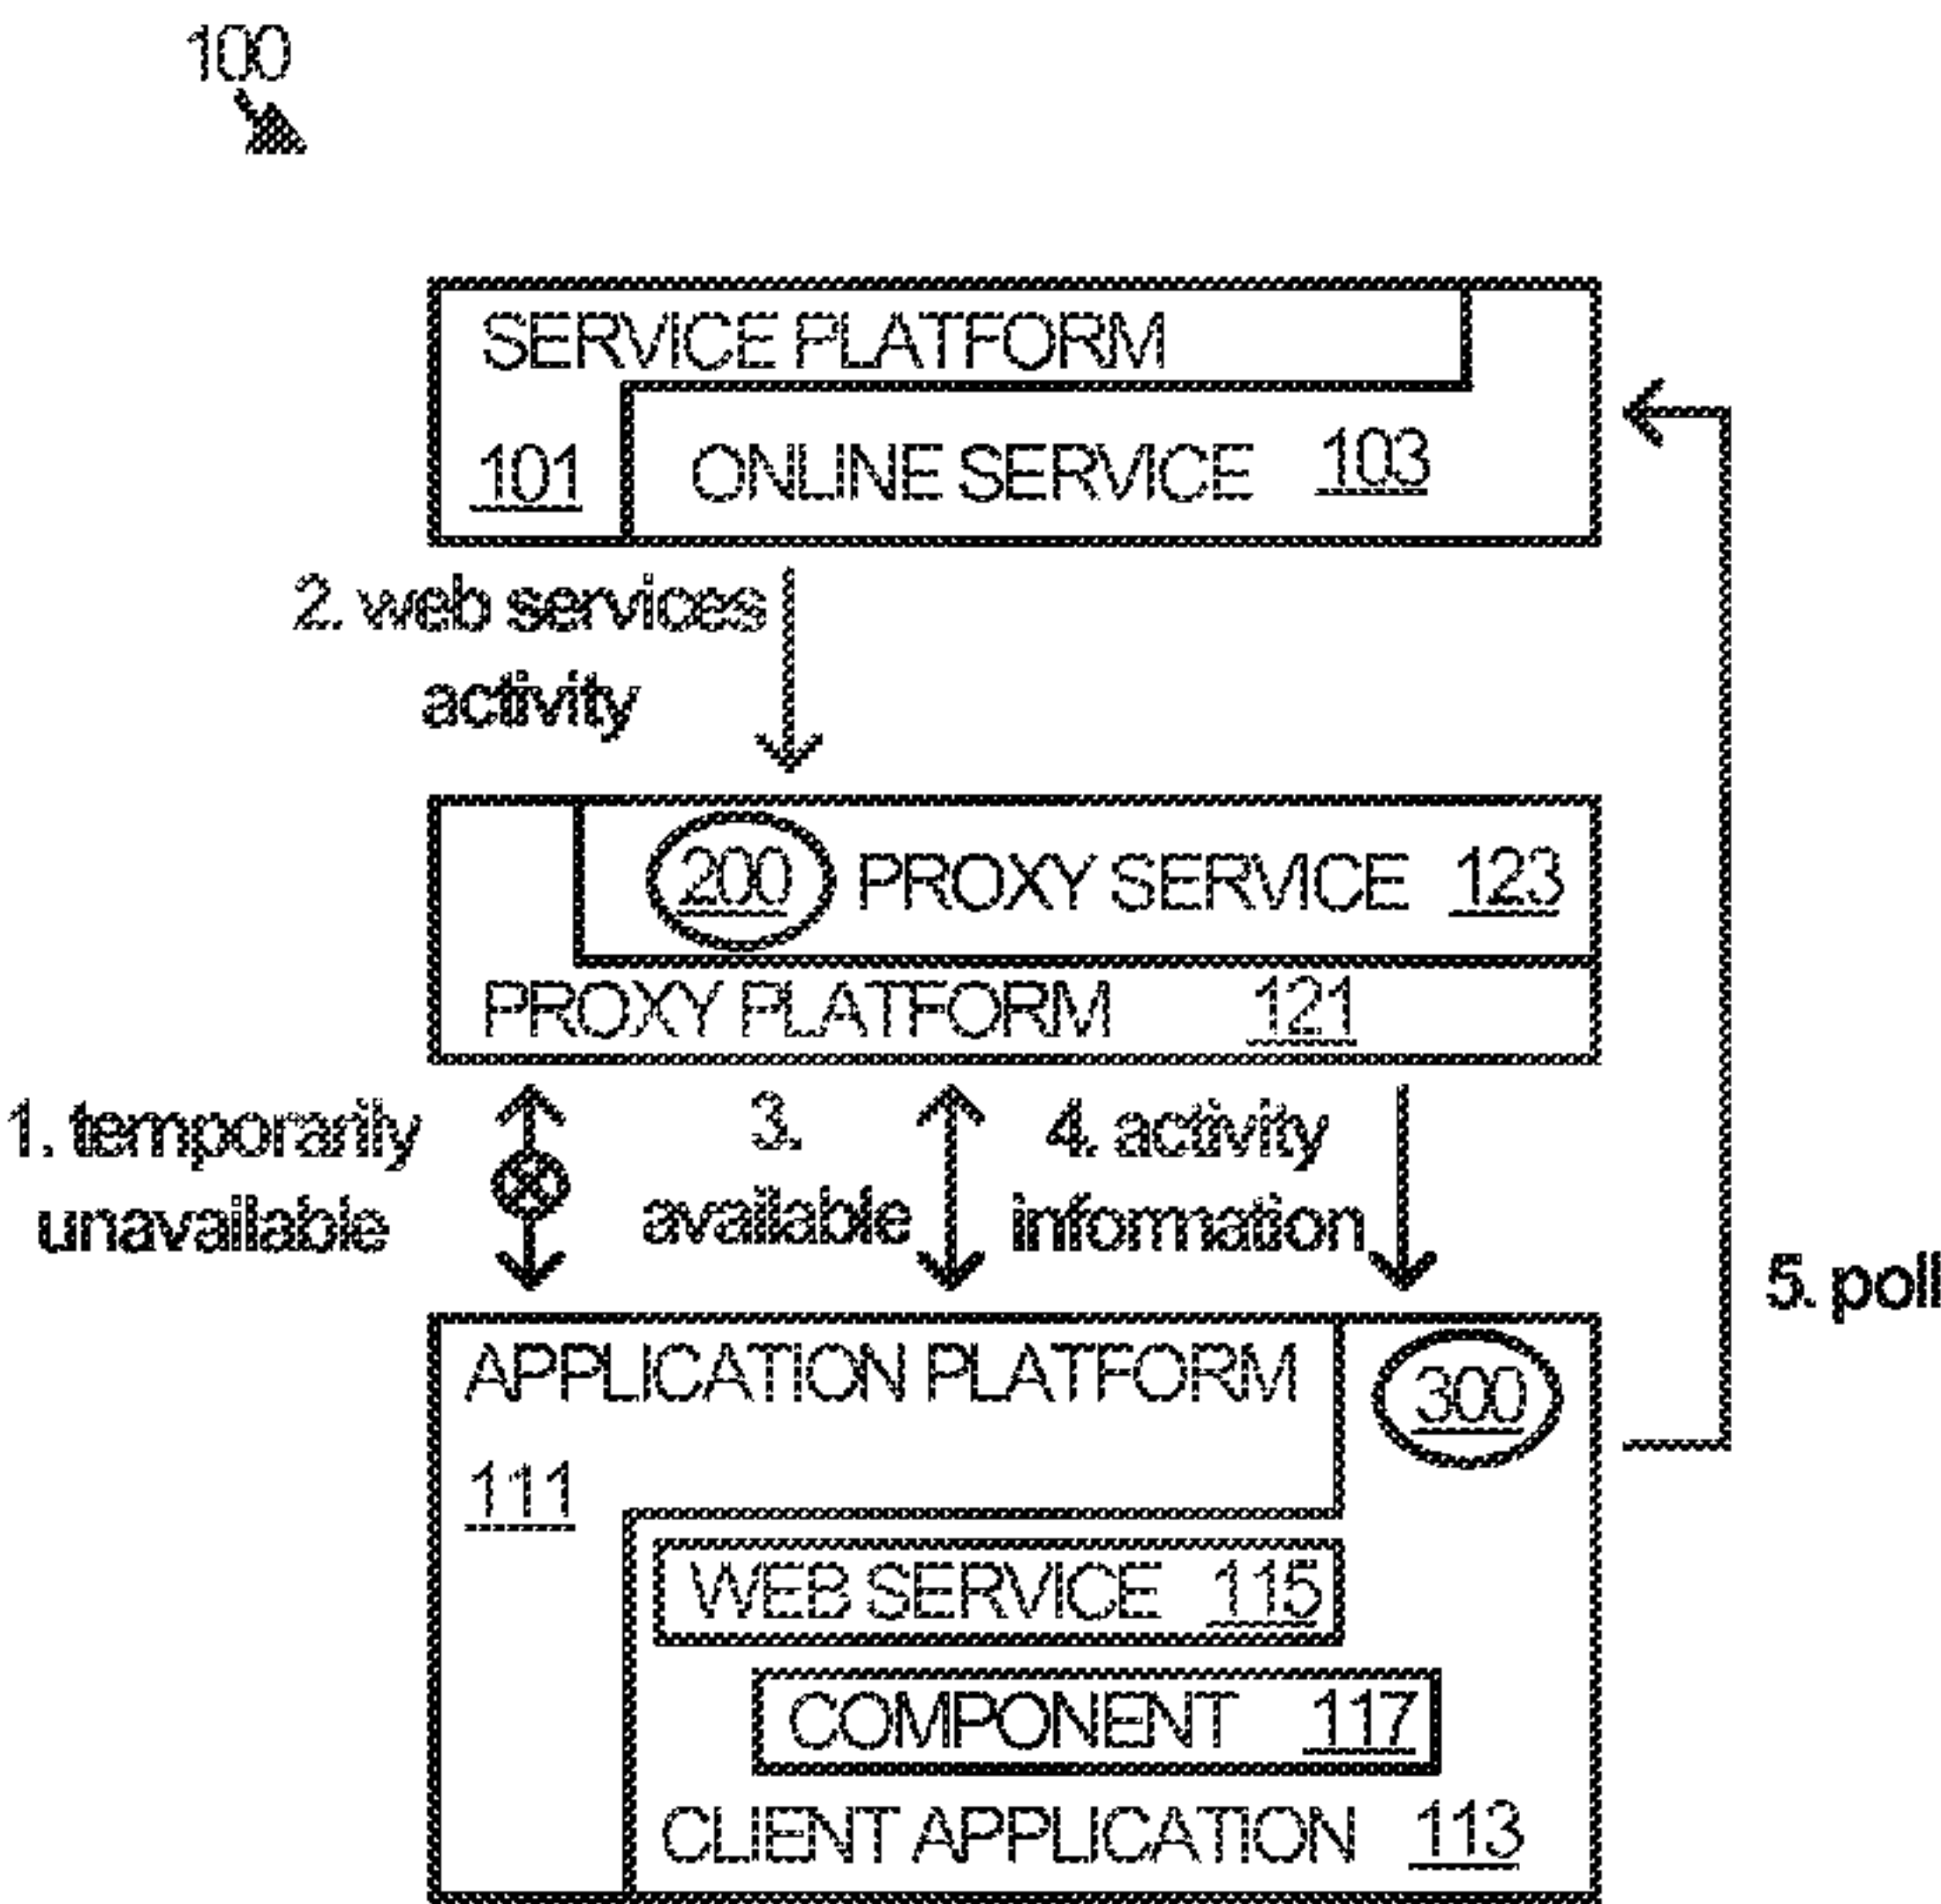 100
SERVICE PLATFORM
101 ONLINE SERVICE 103
2. web services
activity
200 PROXY SERVICE 123
PROXY PLATFORM 121
1. temporarily
unavailable
3.
available
4. activity
information
5. poll
APPLICATION PLATFORM
300
111
WEB SERVICE 115
COMPONENT 117
CLIENT APPLICATION 113